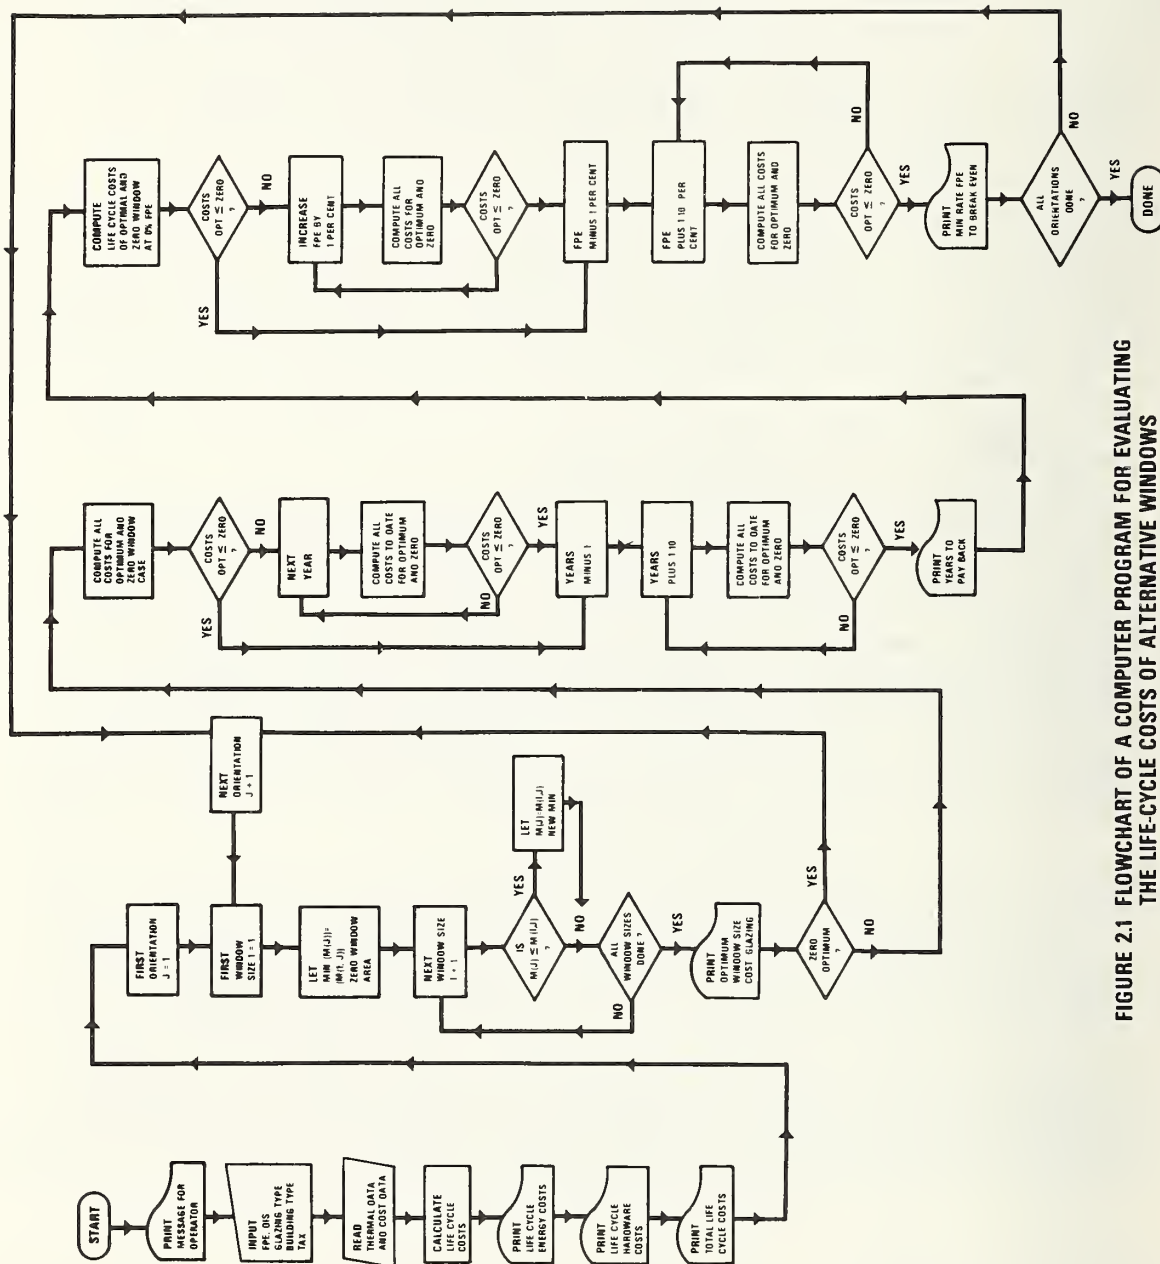 START
PRINT
MESSAGE FOR
OPERATOR
INPUT
FPE, DIS
GLAZING TYPE
BUILDING TYPE
TAX
READ
THERMAL DATA
AND COST DATA
CALCULATE
LIFE CYCLE
COSTS
PRINT
LIFE CYCLE
ENERGY COSTS
PRINT
LIFE CYCLE
HARDWARE
COSTS
PRINT
TOTAL LIFE
CYCLE COSTS
FIRST
ORIENTATION
J = 1
NEXT
ORIENTATION
J + 1
FIRST
WINDOW
SIZE I = 1
LET
MIN (M(J))=
(M(1, J)
ZERO WINDOW
AREA
NEXT
WINDOW SIZE
I + 1
IS
M(J) ≤ M(I,J)
?
YES
LET
M(J)=M(I,J)
NEW MIN
NO
ALL
WINDOW SIZES
DONE
?
NO
YES
PRINT
OPTIMUM
WINDOW SIZE
COST GLAZING
ZERO
OPTIMUM
?
YES
NO
COMPUTE ALL
COSTS FOR
OPTIMUM AND
ZERO WINDOW
CASE
COSTS
OPT ≤ ZERO
?
YES
NO
NEXT
YEAR
COMPUTE ALL
COSTS TO DATE
FOR OPTIMUM
AND ZERO
COSTS
OPT ≤ ZERO
?
NO
YES
YEARS
MINUS 1
YEARS
PLUS 1 10
COMPUTE ALL
COSTS TO DATE
FOR OPTIMUM
AND ZERO
COSTS
OPT ≤ ZERO
?
NO
YES
PRINT
YEARS TO
PAY BACK
COMPUTE
LIFE CYCLE COSTS
OF OPTIMAL AND
ZERO WINDOW
AT 0% FPE
COSTS
OPT ≤ ZERO
?
YES
NO
INCREASE
FPE BY
1 PER CENT
COMPUTE ALL
COSTS FOR
OPTIMUM AND
ZERO
COSTS
OPT ≤ ZERO
?
FPE
MINUS 1 PER CENT
FPE
PLUS 1 10 PER
CENT
COMPUTE ALL COSTS
FOR OPTIMUM AND
ZERO
COSTS
OPT ≤ ZERO
?
NO
YES
PRINT
MIN RATE FPE
TO BREAK EVEN
ALL
ORIENTATIONS
DONE
?
NO
YES
DONE
FIGURE 2.1 FLOWCHART OF A COMPUTER PROGRAM FOR EVALUATING
THE LIFE-CYCLE COSTS OF ALTERNATIVE WINDOWS